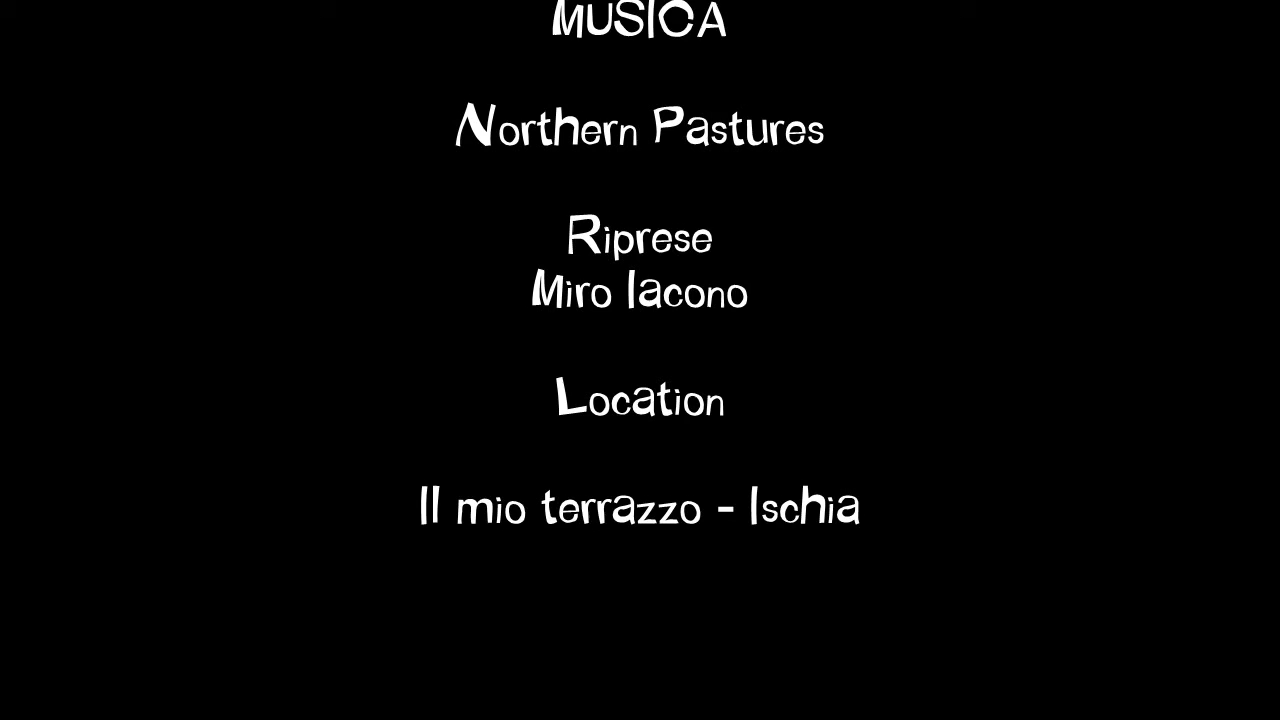 MUSICA
Northern Pastures
Riprese
Miro Iacono
Location
Il mio terrazzo - Ischia